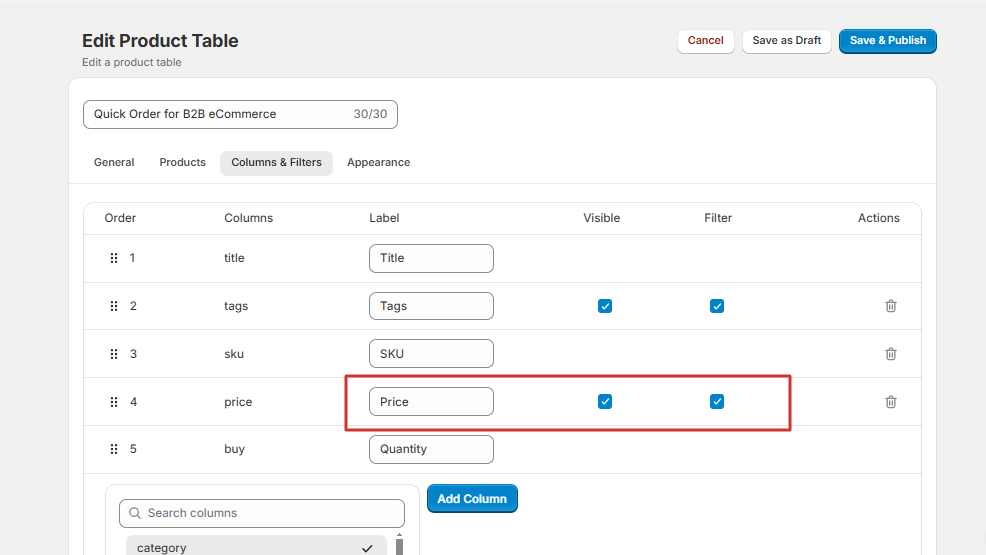 Edit Product Table
Cancel
Save as Draft
Save & Publish
Edit a product table
Quick Order for B2B eCommerce 30/30
General Products Columns & Filters Appearance
Order Columns Label Visible Filter Actions
1 title Title
2 tags Tags
3 sku SKU
4 price Price
5 buy Quantity
Search columns
Add Column
category